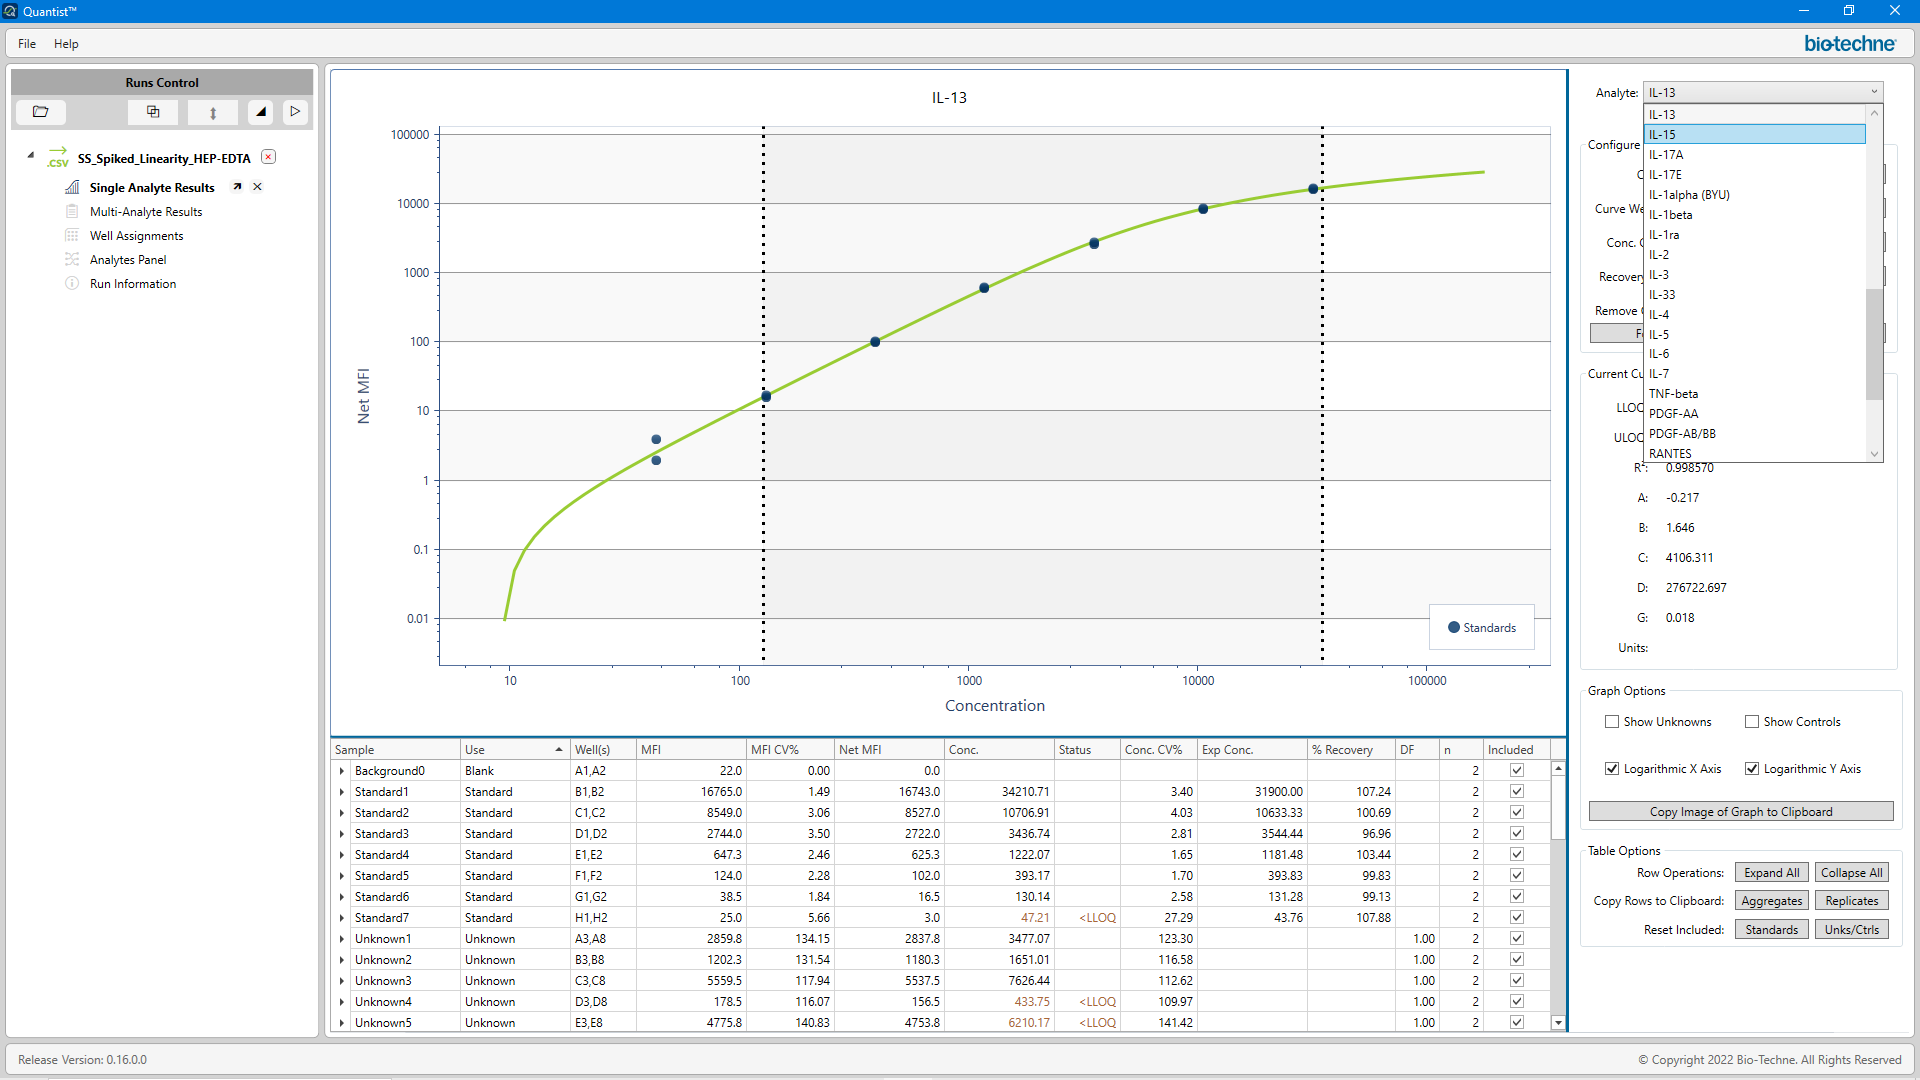 Quantist™
File Help
bio-techne
Runs Control
.CSV SS_Spiked_Linearity_HEP-EDTA
Single Analyte Results
Multi-Analyte Results
Well Assignments
Analytes Panel
Run Information
IL-13
100000
10000
1000
100
10
1
0.1
0.01
Net MFI
10 100 1000 10000 100000
Concentration
Standards
Analyte: IL-13
IL-13
IL-15
IL-17A
IL-17E
IL-1alpha (BYU)
IL-1beta
IL-1ra
IL-2
IL-3
IL-33
IL-4
IL-5
IL-6
IL-7
TNF-beta
PDGF-AA
PDGF-AB/BB
RANTES
Configure
C
Curve We
Conc. C
Recovery
Remove
Current Cu
LLOQ
ULOQ
R²: 0.998570
A: -0.217
B: 1.646
C: 4106.311
D: 276722.697
G: 0.018
Units:
Graph Options
Show Unknowns Show Controls
Logarithmic X Axis Logarithmic Y Axis
Copy Image of Graph to Clipboard
Table Options
Row Operations: Expand All Collapse All
Copy Rows to Clipboard: Aggregates Replicates
Reset Included: Standards Unks/Ctrls
Sample Use Well(s) MFI MFI CV% Net MFI Conc. Status Conc. CV% Exp Conc. % Recovery DF n Included
Background0 Blank A1,A2 22.0 0.00 0.0 2
Standard1 Standard B1,B2 16765.0 1.49 16743.0 34210.71 3.40 31900.00 107.24 2
Standard2 Standard C1,C2 8549.0 3.06 8527.0 10706.91 4.03 10633.33 100.69 2
Standard3 Standard D1,D2 2744.0 3.50 2722.0 3436.74 2.81 3544.44 96.96 2
Standard4 Standard E1,E2 647.3 2.46 625.3 1222.07 1.65 1181.48 103.44 2
Standard5 Standard F1,F2 124.0 2.28 102.0 393.17 1.70 393.83 99.83 2
Standard6 Standard G1,G2 38.5 1.84 16.5 130.14 2.58 131.28 99.13 2
Standard7 Standard H1,H2 25.0 5.66 3.0 47.21 <LLOQ 27.29 43.76 107.88 2
Unknown1 Unknown A3,A8 2859.8 134.15 2837.8 3477.07 123.30 1.00 2
Unknown2 Unknown B3,B8 1202.3 131.54 1180.3 1651.01 116.58 1.00 2
Unknown3 Unknown C3,C8 5559.5 117.94 5537.5 7626.44 112.62 1.00 2
Unknown4 Unknown D3,D8 178.5 116.07 156.5 433.75 <LLOQ 109.97 1.00 2
Unknown5 Unknown E3,E8 4775.8 140.83 4753.8 6210.17 <LLOQ 141.42 1.00 2
Release Version: 0.16.0.0
© Copyright 2022 Bio-Techne. All Rights Reserved